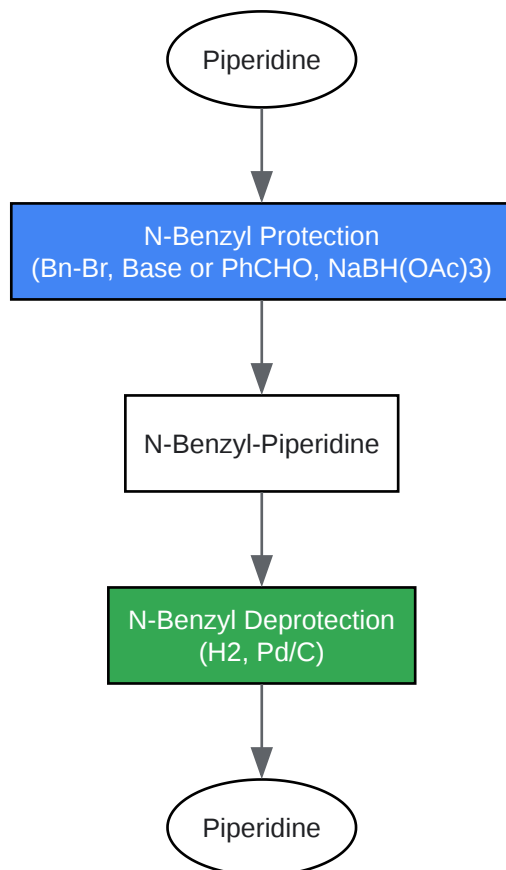 Piperidine
N-Benzyl Protection
(Bn-Br, Base or PhCHO, NaBH(OAc)3)
N-Benzyl-Piperidine
N-Benzyl Deprotection
(H2, Pd/C)
Piperidine